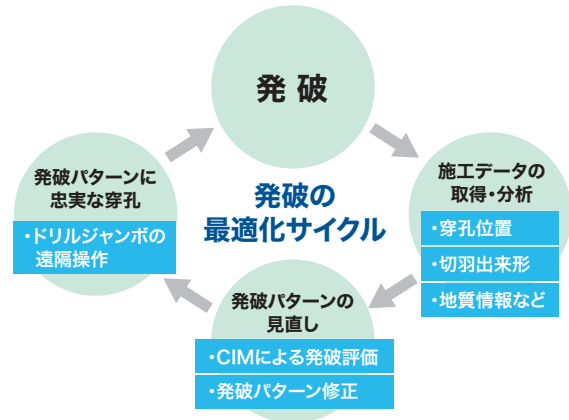 発破
発破の
最適化サイクル
施工データの
取得・分析
・穿孔位置
・切羽出来形
・地質情報など
発破パターンの
見直し
・CIMによる発破評価
・発破パターン修正
発破パターンに
忠実な穿孔
・ドリルジャンボの
遠隔操作